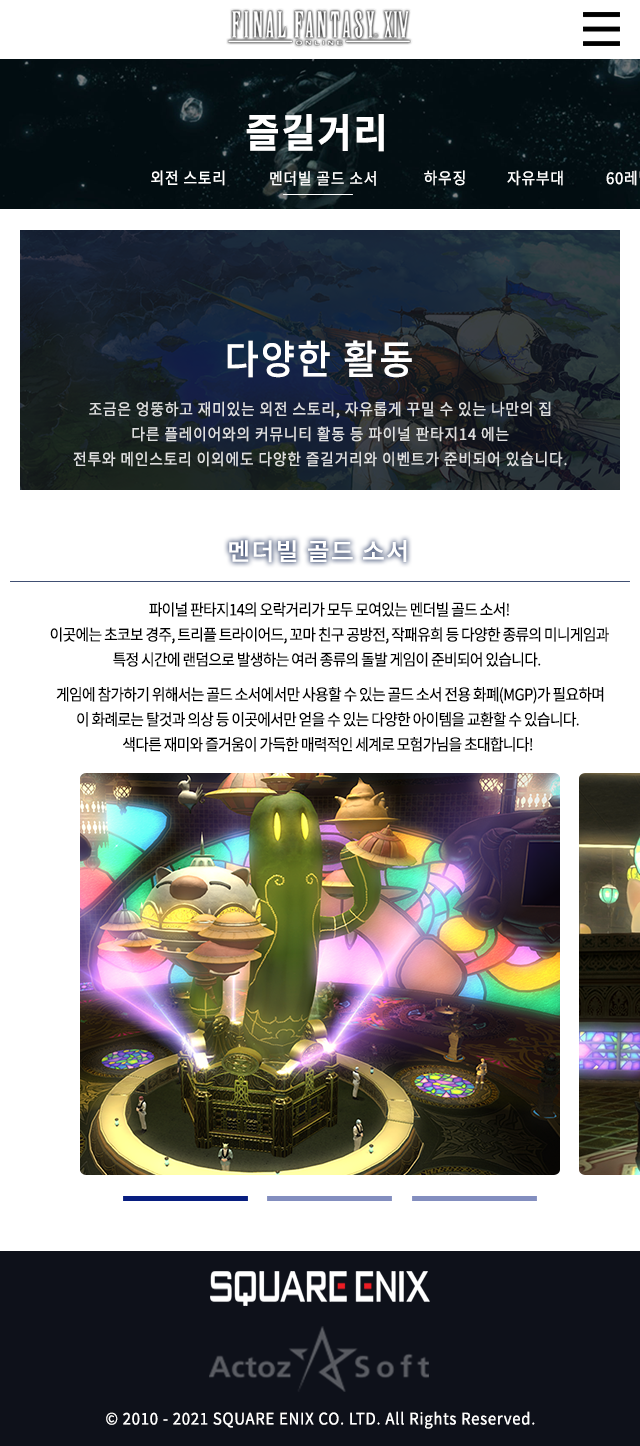 FINAL FANTASY XIV
ONLINE
즐길거리
외전 스토리 멘더빌 골드 소서 하우징 자유부대 60레
다양한 활동
조금은 엉뚱하고 재미있는 외전 스토리, 자유롭게 꾸밀 수 있는 나만의 집
다른 플레이어와의 커뮤니티 활동 등 파이널 판타지14 에는
전투와 메인스토리 이외에도 다양한 즐길거리와 이벤트가 준비되어 있습니다.
멘더빌 골드 소서
파이널 판타지14의 오락거리가 모두 모여있는 멘더빌 골드 소서!
이곳에는 초코보 경주, 트리플 트라이어드, 꼬마 친구 공방전, 작패유희 등 다양한 종류의 미니게임과
특정 시간에 랜덤으로 발생하는 여러 종류의 돌발 게임이 준비되어 있습니다.
게임에 참가하기 위해서는 골드 소서에서만 사용할 수 있는 골드 소서 전용 화폐(MGP)가 필요하며
이 화례로는 탈것과 의상 등 이곳에서만 얻을 수 있는 다양한 아이템을 교환할 수 있습니다.
색다른 재미와 즐거움이 가득한 매력적인 세계로 모험가님을 초대합니다!
SQUARE ENIX
Actoz Soft
© 2010 - 2021 SQUARE ENIX CO. LTD. All Rights Reserved.